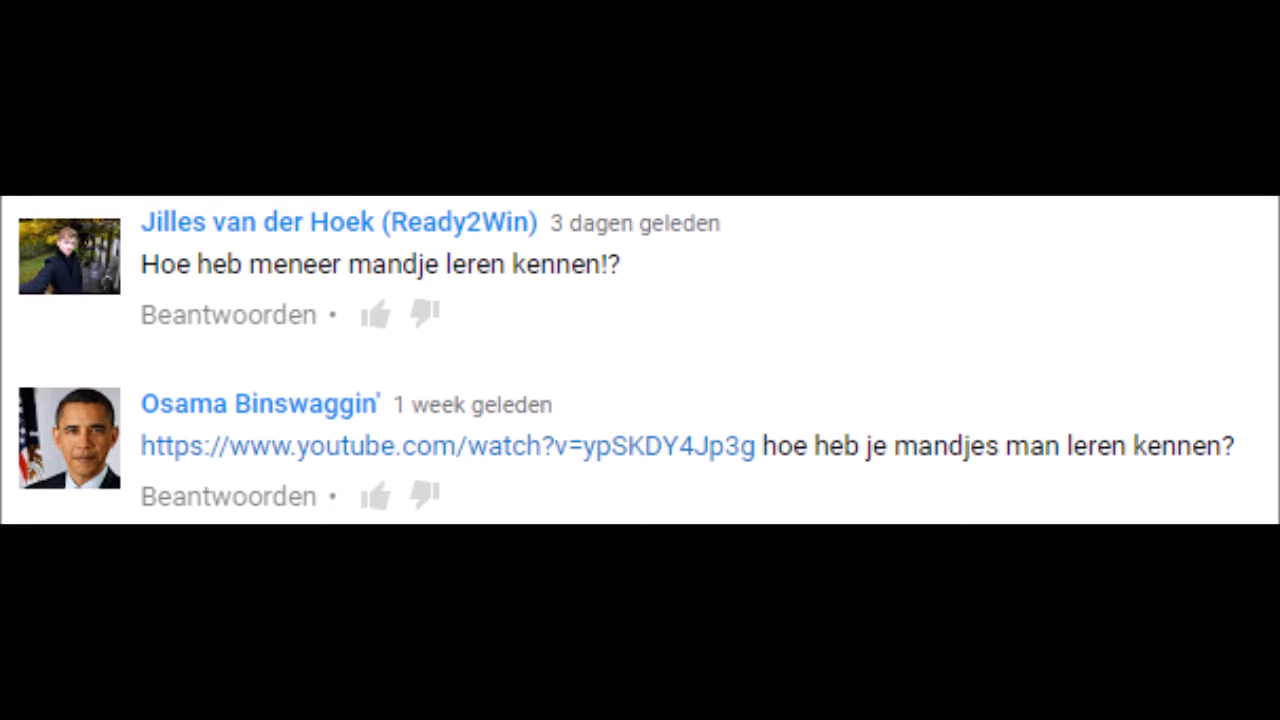 Jilles van der Hoek (Ready2Win) 3 dagen geleden
Hoe heb meneer mandje leren kennen!?
Beantwoorden •
Osama Binswaggin' 1 week geleden
https://www.youtube.com/watch?v=ypSKDY4Jp3g hoe heb je mandjes man leren kennen?
Beantwoorden •